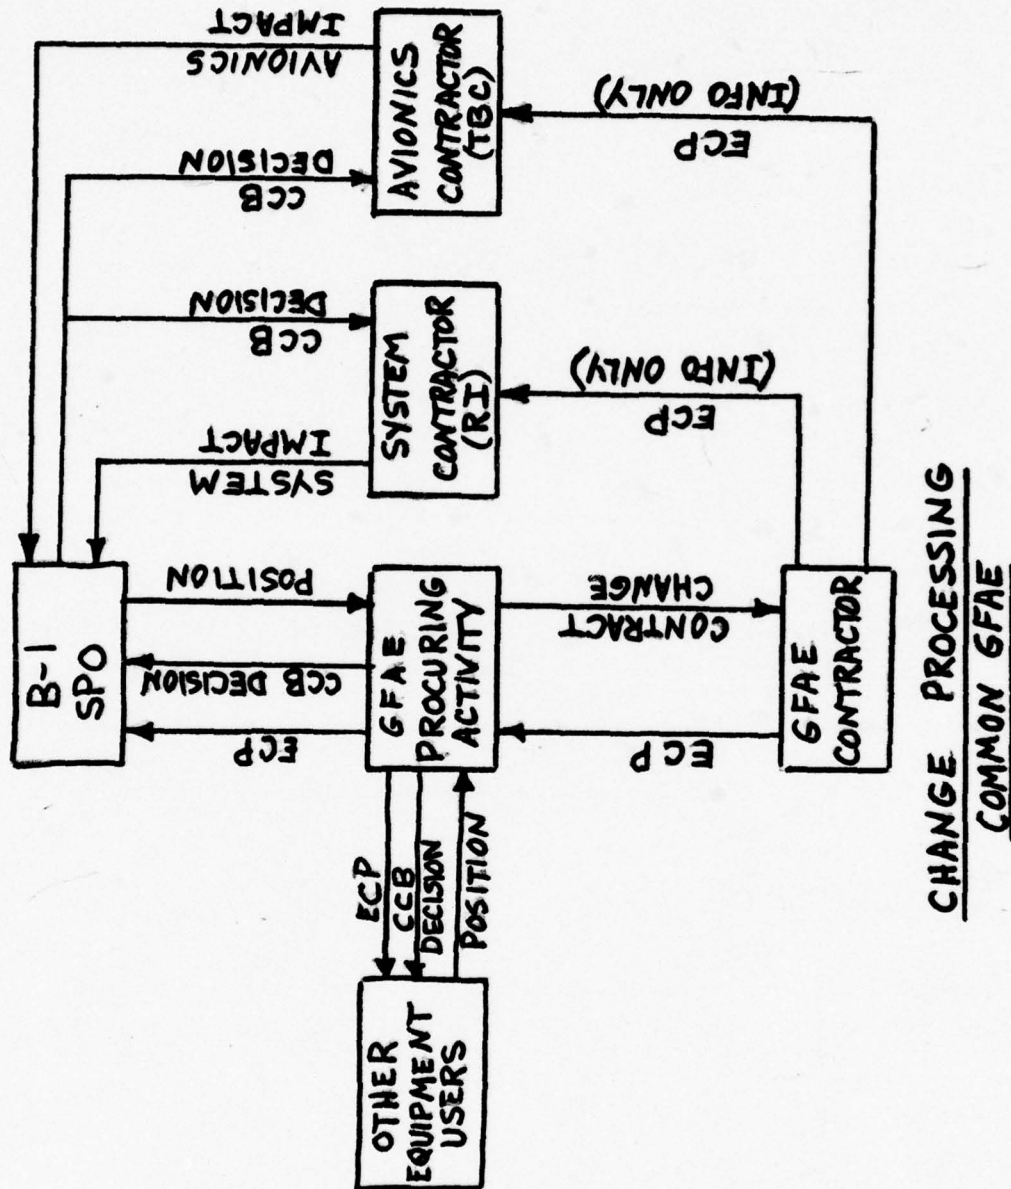 B-1
SPO
ECP
CCB DECISION
POSITION
SYSTEM
IMPACT
CCB
DECISION
CCB
DECISION
AVIONICS
IMPACT
OTHER
EQUIPMENT
USERS
ECP
CCB
DECISION
POSITION
GFAE
PROCURING
ACTIVITY
SYSTEM
CONTRACTOR
(RI)
AVIONICS
CONTRACTOR
(TBC)
ECP
CONTRACT
CHANGE
ECP
(INFO ONLY)
ECP
(INFO ONLY)
GFAE
CONTRACTOR
CHANGE PROCESSING
COMMON GFAE